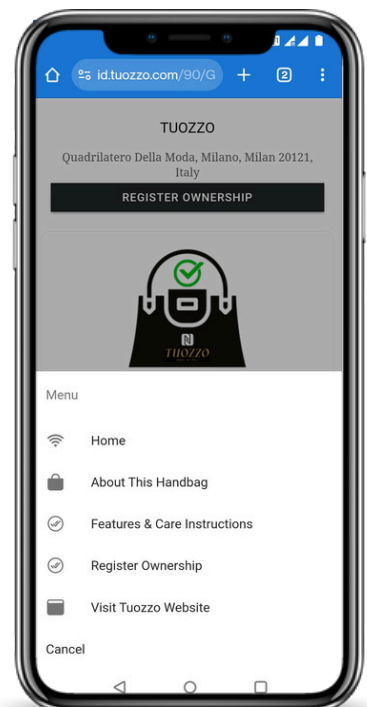 id.tuozzo.com/90/G
2
TUOZZO
Quadrilatero Della Moda, Milano, Milan 20121,
Italy
REGISTER OWNERSHIP
TUOZZO
Menu
Home
About This Handbag
Features & Care Instructions
Register Ownership
Visit Tuozzo Website
Cancel